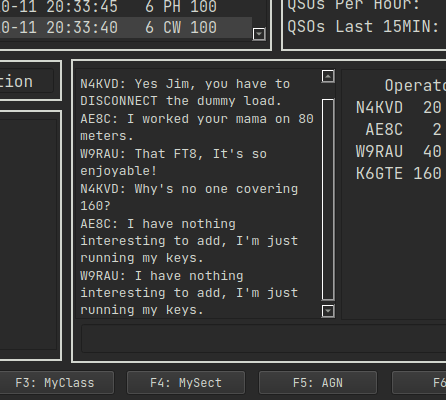 0-11 20:33:45 6 PH 100
0-11 20:33:40 6 CW 100
QSOs Per Hour:
QSOs Last 15MIN:
tion
N4KVD: Yes Jim, you have to
DISCONNECT the dummy load.
AE8C: I worked your mama on 80
meters.
W9RAU: That FT8, It's so
enjoyable!
N4KVD: Why's no one covering
160?
AE8C: I have nothing
interesting to add, I'm just
running my keys.
W9RAU: I have nothing
interesting to add, I'm just
running my keys.
Operato
N4KVD 20
AE8C 2
W9RAU 40
K6GTE 160
F3: MyClass
F4: MySect
F5: AGN
F6